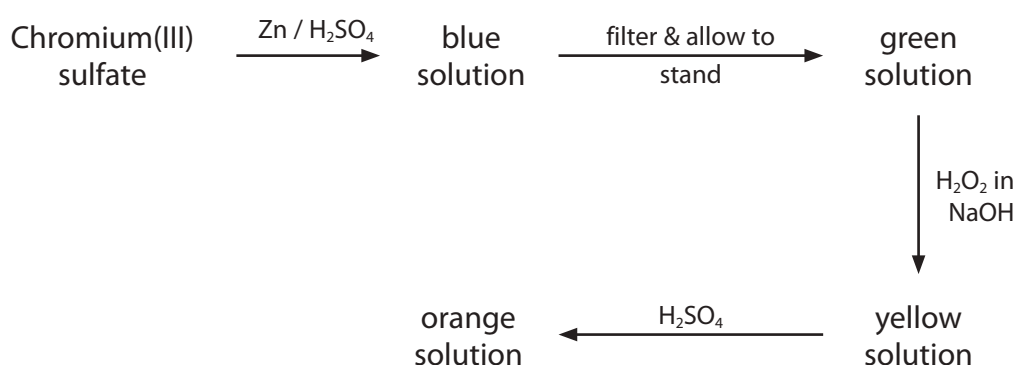 Chromium(III)
sulfate
Zn / H₂SO₄
blue
solution
filter & allow to
stand
green
solution
H₂O₂ in
NaOH
yellow
solution
H₂SO₄
orange
solution